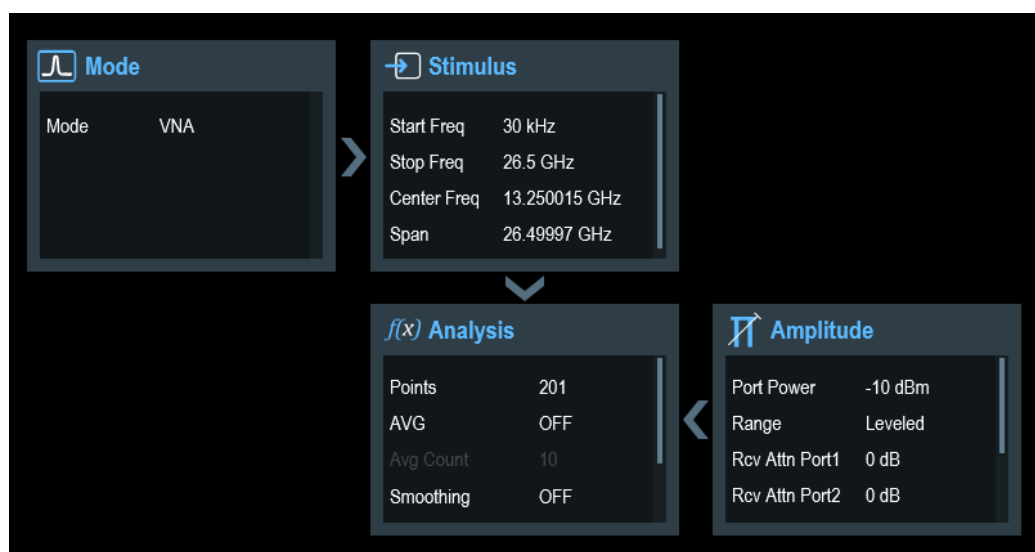 Mode
Mode VNA
Stimulus
Start Freq 30 kHz
Stop Freq 26.5 GHz
Center Freq 13.250015 GHz
Span 26.49997 GHz
f(x) Analysis
Points 201
AVG OFF
Avg Count 10
Smoothing OFF
Amplitude
Port Power -10 dBm
Range Leveled
Rcv Attn Port1 0 dB
Rcv Attn Port2 0 dB